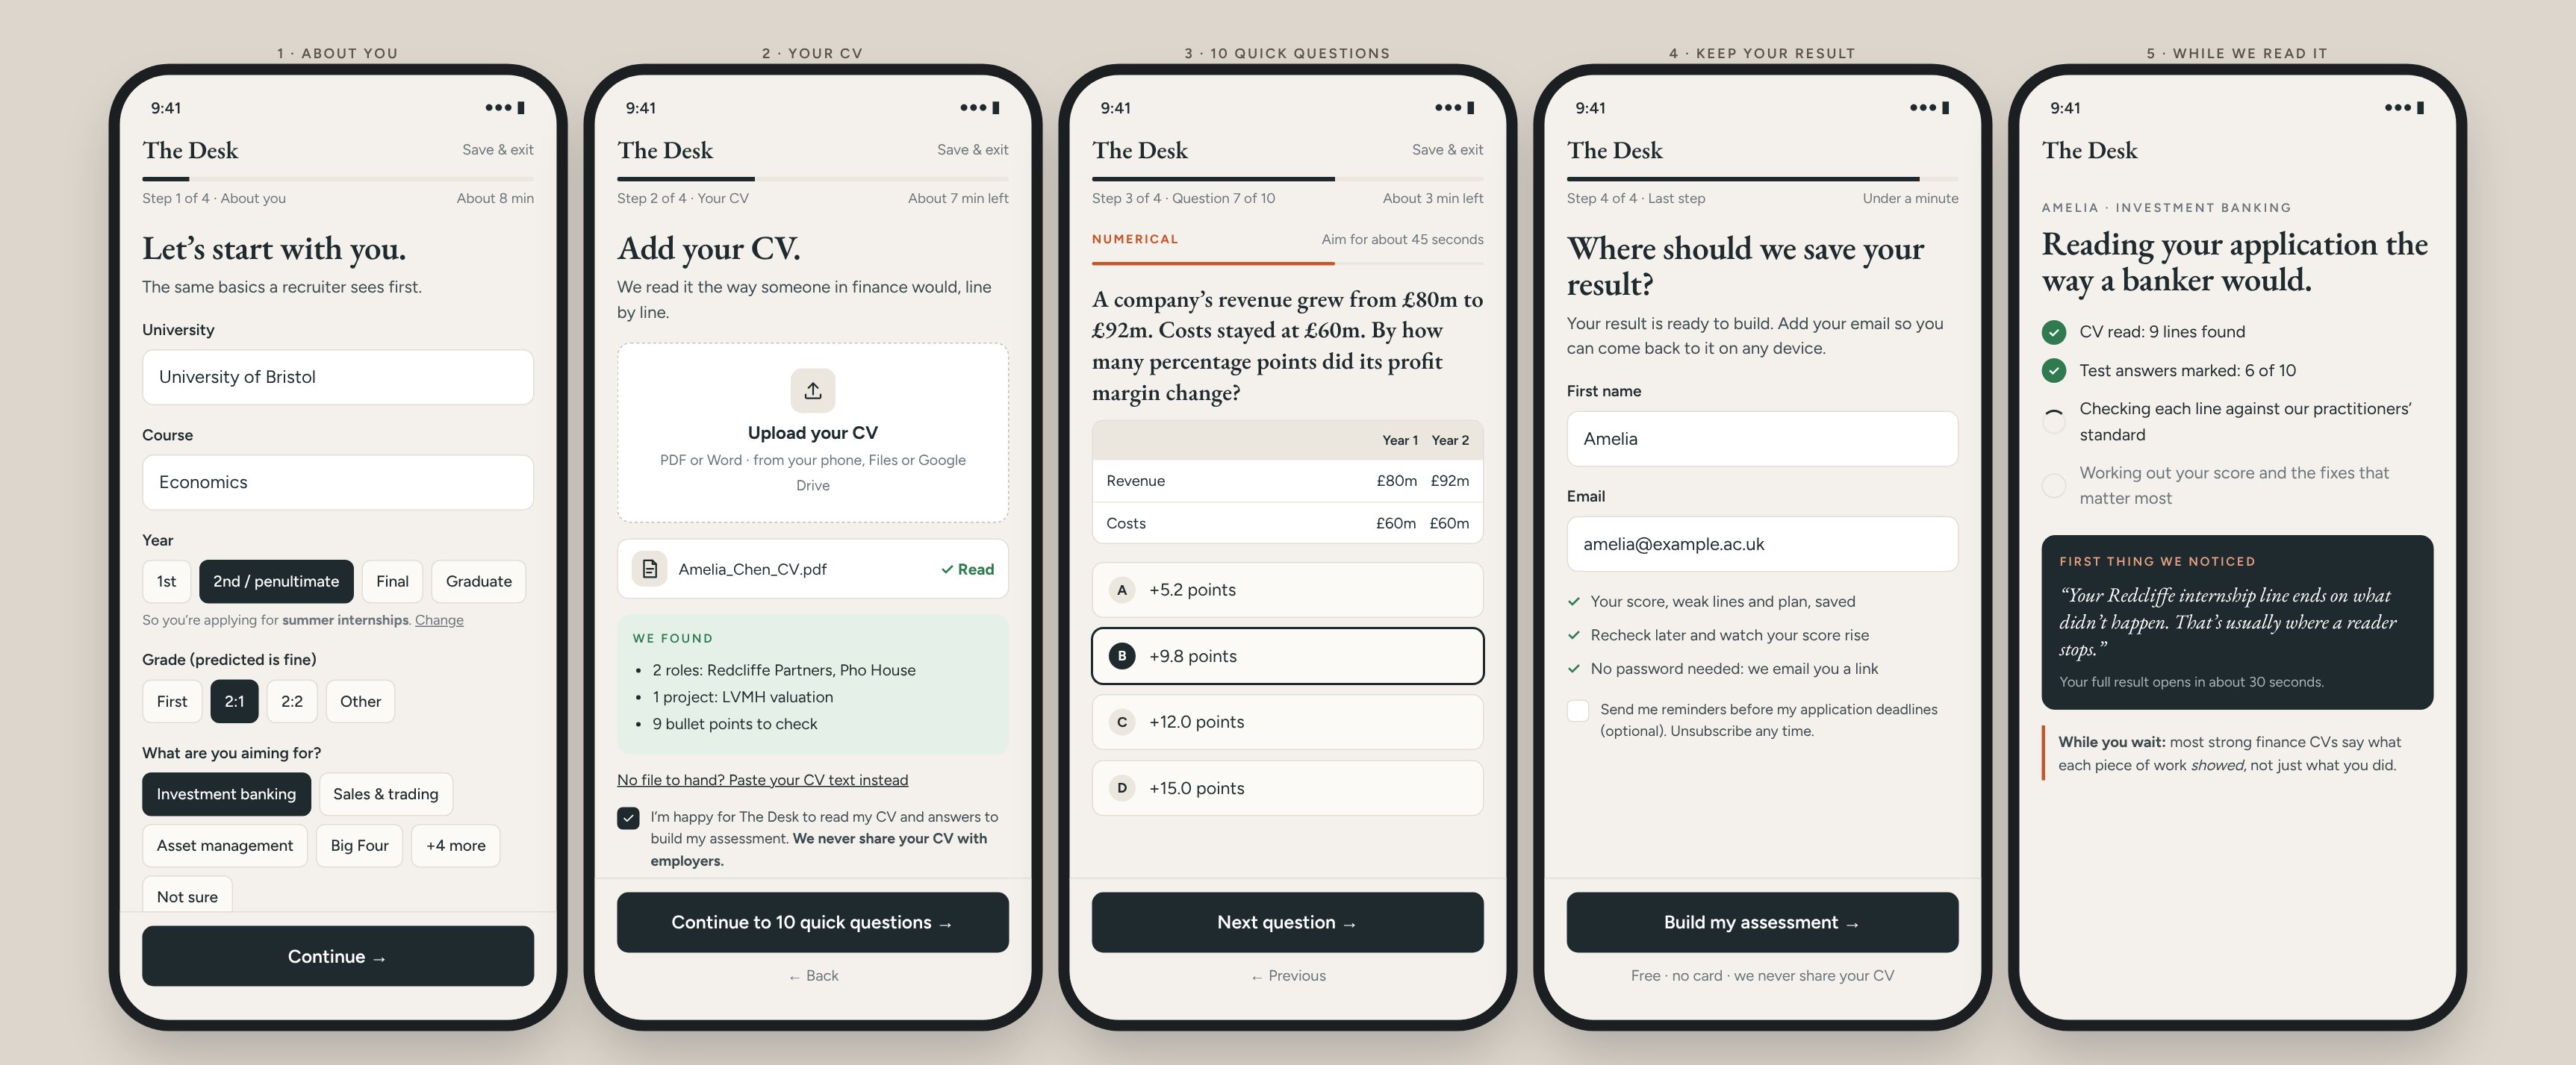 1 · ABOUT YOU
9:41
The Desk
Save & exit
Step 1 of 4 · About you
About 8 min
Let’s start with you.
The same basics a recruiter sees first.
University
University of Bristol
Course
Economics
Year
1st
2nd / penultimate
Final
Graduate
So you’re applying for summer internships. Change
Grade (predicted is fine)
First
2:1
2:2
Other
What are you aiming for?
Investment banking
Sales & trading
Asset management
Big Four
+4 more
Not sure
Continue →
2 · YOUR CV
9:41
The Desk
Save & exit
Step 2 of 4 · Your CV
About 7 min left
Add your CV.
We read it the way someone in finance would, line
by line.
Upload your CV
PDF or Word · from your phone, Files or Google
Drive
Amelia_Chen_CV.pdf
✓ Read
WE FOUND
• 2 roles: Redcliffe Partners, Pho House
• 1 project: LVMH valuation
• 9 bullet points to check
No file to hand? Paste your CV text instead
I’m happy for The Desk to read my CV and answers to
build my assessment. We never share your CV with
employers.
Continue to 10 quick questions →
← Back
3 · 10 QUICK QUESTIONS
9:41
The Desk
Save & exit
Step 3 of 4 · Question 7 of 10
About 3 min left
NUMERICAL
Aim for about 45 seconds
A company’s revenue grew from £80m to
£92m. Costs stayed at £60m. By how
many percentage points did its profit
margin change?
Year 1 Year 2
Revenue £80m £92m
Costs £60m £60m
A +5.2 points
B +9.8 points
C +12.0 points
D +15.0 points
Next question →
← Previous
4 · KEEP YOUR RESULT
9:41
The Desk
Step 4 of 4 · Last step
Under a minute
Where should we save your
result?
Your result is ready to build. Add your email so you
can come back to it on any device.
First name
Amelia
Email
amelia@example.ac.uk
✓ Your score, weak lines and plan, saved
✓ Recheck later and watch your score rise
✓ No password needed: we email you a link
Send me reminders before my application deadlines
(optional). Unsubscribe any time.
Build my assessment →
Free · no card · we never share your CV
5 · WHILE WE READ IT
9:41
The Desk
AMELIA · INVESTMENT BANKING
Reading your application the
way a banker would.
CV read: 9 lines found
Test answers marked: 6 of 10
Checking each line against our practitioners’
standard
Working out your score and the fixes that
matter most
FIRST THING WE NOTICED
“Your Redcliffe internship line ends on what
didn’t happen. That’s usually where a reader
stops.”
Your full result opens in about 30 seconds.
While you wait: most strong finance CVs say what
each piece of work showed, not just what you did.